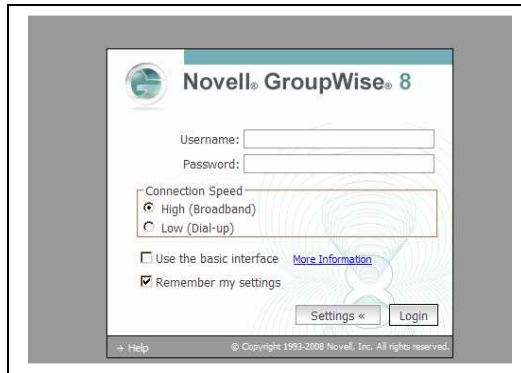 Novell® GroupWise® 8
Username:
Password:
Connection Speed
High (Broadband)
Low (Dial-up)
Use the basic interface More Information
Remember my settings
Settings « Login
→ Help © Copyright 1993-2008 Novell, Inc. All rights reserved.